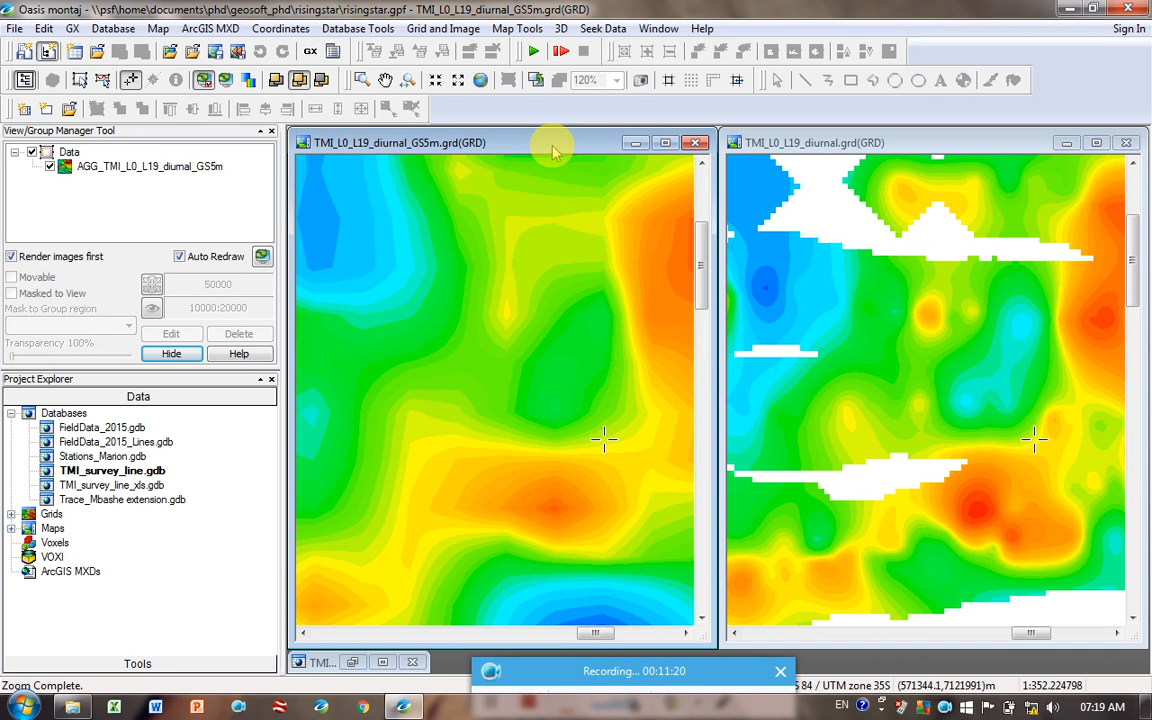 Oasis montaj - \\psf\home\documents\phd\geosoft_phd\risingstar\risingstar.gpf - TMI_L0_L19_diurnal_GS5m.grd(GRD)
File Edit GX Database Map ArcGIS MXD Coordinates Database Tools Grid and Image Map Tools 3D Seek Data Window Help Sign In
GX
120%
View/Group Manager Tool
Data
AGG_TMI_L0_L19_diurnal_GS5m
Render images first Auto Redraw
Movable 50000
Masked to View
Mask to Group region 10000:20000
Edit Delete
Transparency 100%
Hide Help
Project Explorer
Data
Databases
FieldData_2015.gdb
FieldData_2015_Lines.gdb
Stations_Marion.gdb
TMI_survey_line.gdb
TMI_survey_line_xls.gdb
Trace_Mbashe extension.gdb
Grids
Maps
Voxels
VOXI
ArcGIS MXDs
Tools
TMI_L0_L19_diurnal_GS5m.grd(GRD)
TMI_L0_L19_diurnal.grd(GRD)
TMI...
Recording... 00:11:20
Zoom Complete.
S 84 / UTM zone 35S (571344.1,7121991)m 1:352.224798
EN 07:19 AM